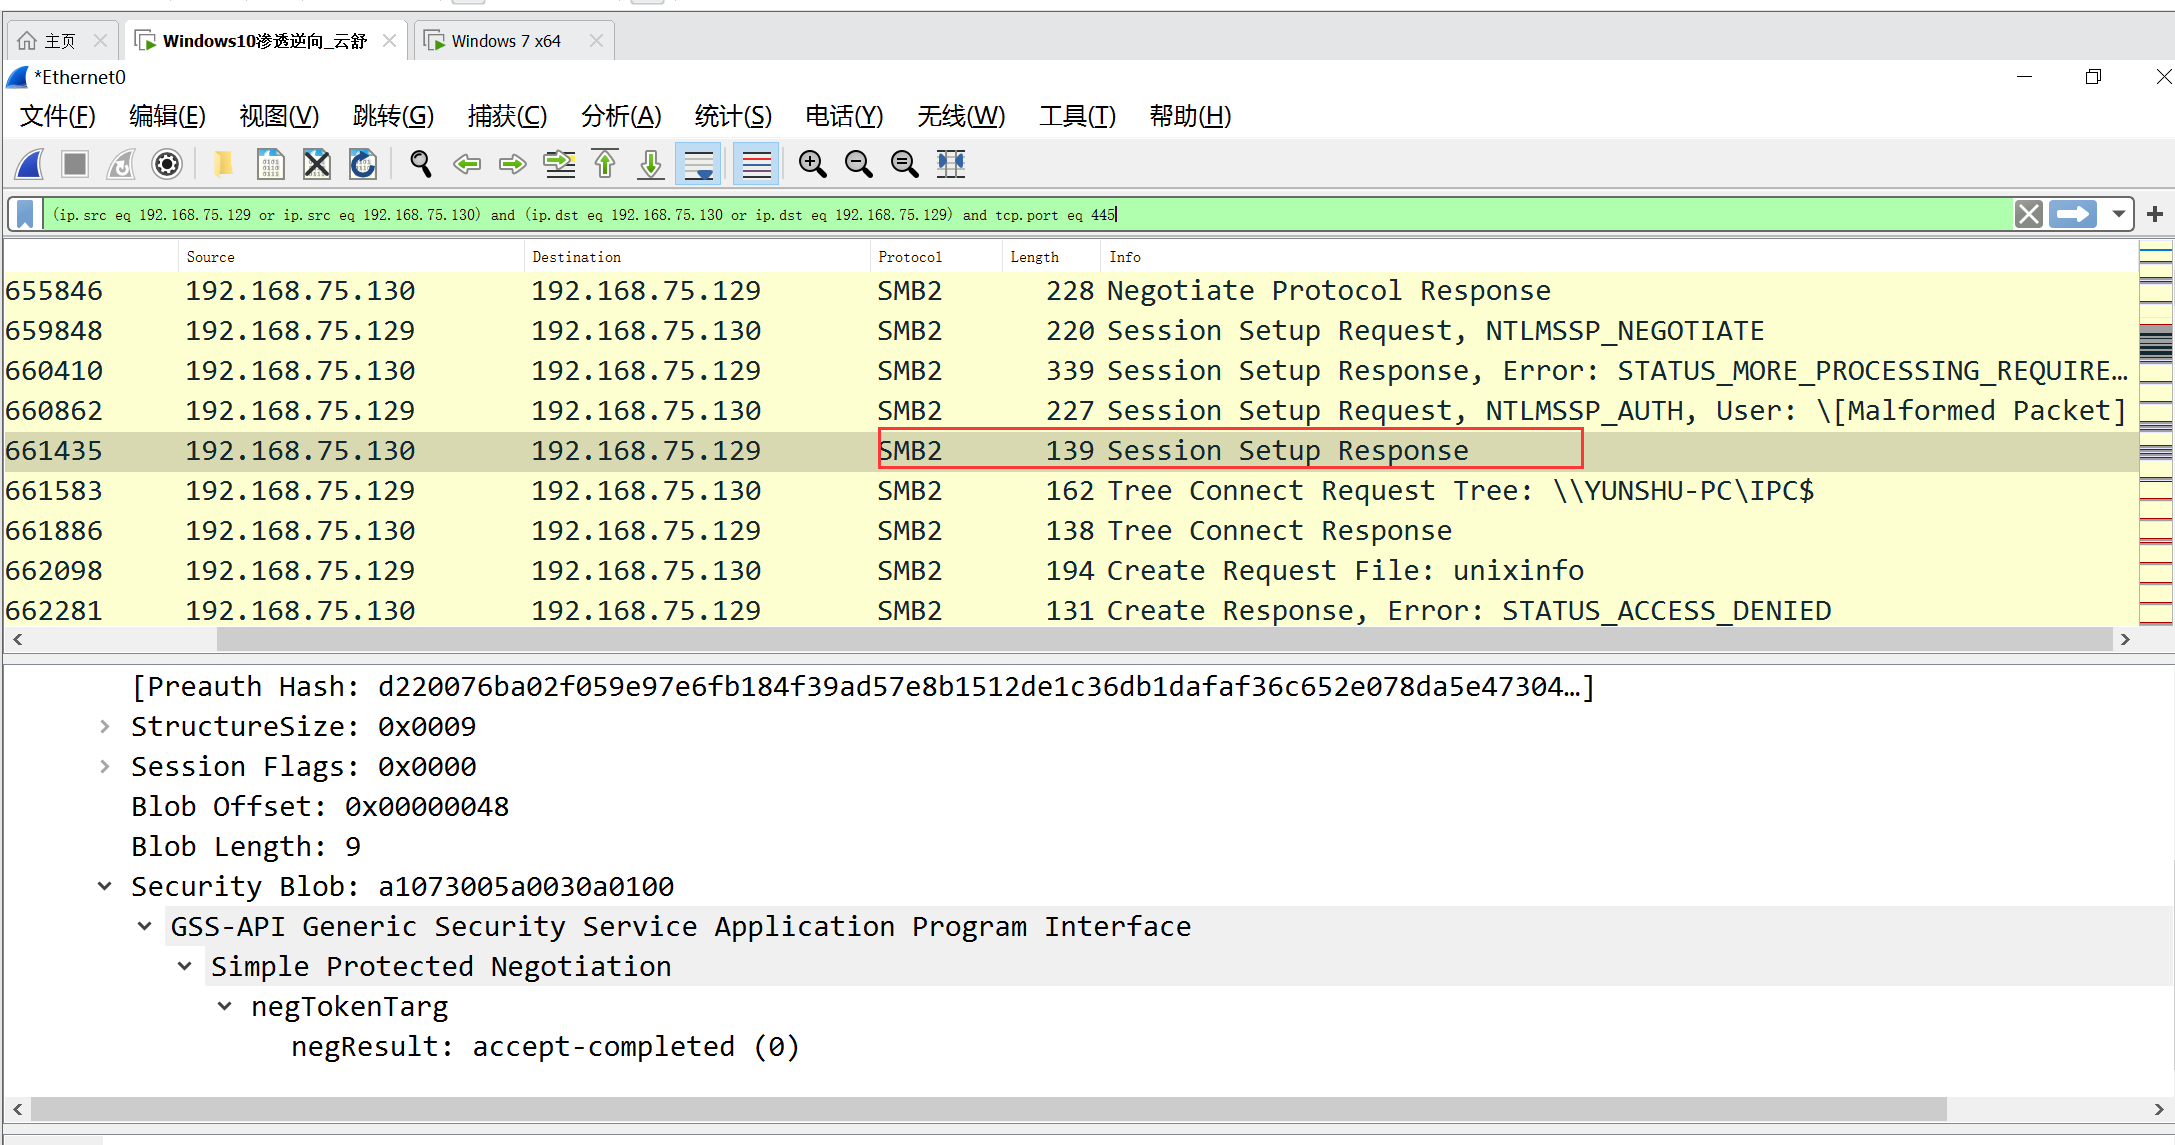 主页
Windows10渗透逆向_云舒
Windows 7 x64
*Ethernet0
文件(F) 编辑(E) 视图(V) 跳转(G) 捕获(C) 分析(A) 统计(S) 电话(Y) 无线(W) 工具(T) 帮助(H)
(ip.src eq 192.168.75.129 or ip.src eq 192.168.75.130) and (ip.dst eq 192.168.75.130 or ip.dst eq 192.168.75.129) and tcp.port eq 445
Source Destination Protocol Length Info
655846 192.168.75.130 192.168.75.129 SMB2 228 Negotiate Protocol Response
659848 192.168.75.129 192.168.75.130 SMB2 220 Session Setup Request, NTLMSSP_NEGOTIATE
660410 192.168.75.130 192.168.75.129 SMB2 339 Session Setup Response, Error: STATUS_MORE_PROCESSING_REQUIRE…
660862 192.168.75.129 192.168.75.130 SMB2 227 Session Setup Request, NTLMSSP_AUTH, User: \[Malformed Packet]
661435 192.168.75.130 192.168.75.129 SMB2 139 Session Setup Response
661583 192.168.75.129 192.168.75.130 SMB2 162 Tree Connect Request Tree: \\YUNSHU-PC\IPC$
661886 192.168.75.130 192.168.75.129 SMB2 138 Tree Connect Response
662098 192.168.75.129 192.168.75.130 SMB2 194 Create Request File: unixinfo
662281 192.168.75.130 192.168.75.129 SMB2 131 Create Response, Error: STATUS_ACCESS_DENIED
[Preauth Hash: d220076ba02f059e97e6fb184f39ad57e8b1512de1c36db1dafaf36c652e078da5e47304…]
StructureSize: 0x0009
Session Flags: 0x0000
Blob Offset: 0x00000048
Blob Length: 9
Security Blob: a1073005a0030a0100
GSS-API Generic Security Service Application Program Interface
Simple Protected Negotiation
negTokenTarg
negResult: accept-completed (0)